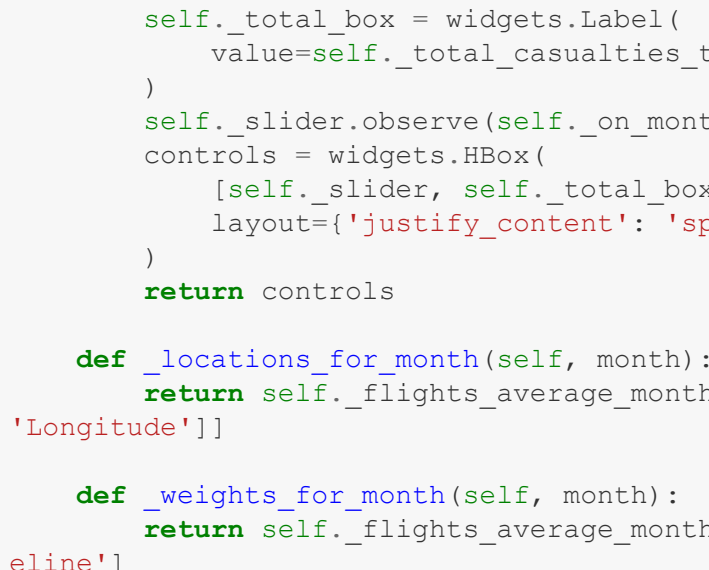 self._total_box = widgets.Label(
value=self._total_casualties_t
)
self._slider.observe(self._on_mont
controls = widgets.HBox(
[self._slider, self._total_box
layout={'justify_content': 'sp
)
return controls
def _locations_for_month(self, month):
return self._flights_average_month
'Longitude']]
def _weights_for_month(self, month):
return self._flights_average_month
eline']